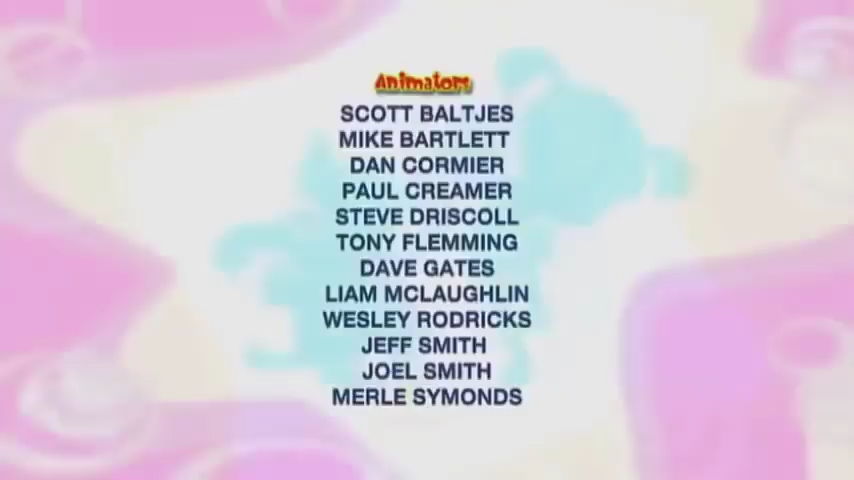 Animators
SCOTT BALTJES
MIKE BARTLETT
DAN CORMIER
PAUL CREAMER
STEVE DRISCOLL
TONY FLEMMING
DAVE GATES
LIAM MCLAUGHLIN
WESLEY RODRICKS
JEFF SMITH
JOEL SMITH
MERLE SYMONDS